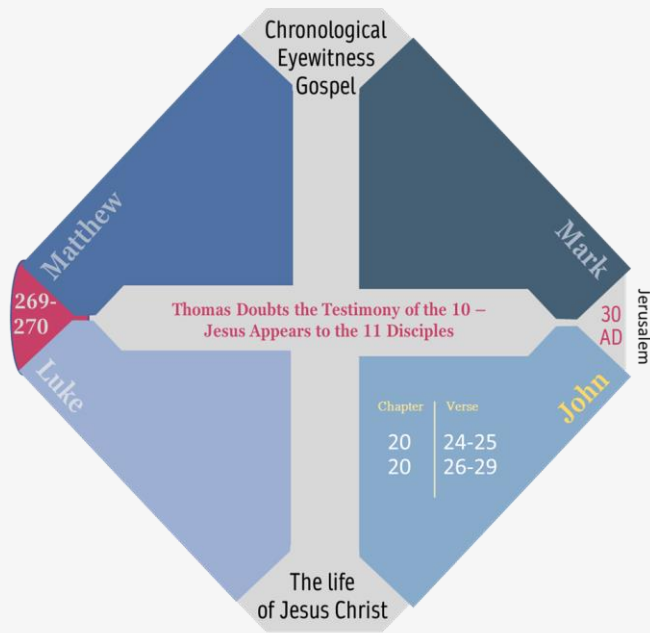 Chronological
Eyewitness
Gospel
Matthew
Mark
269-
270
Thomas Doubts the Testimony of the 10 –
Jesus Appears to the 11 Disciples
30
AD
Jerusalem
Luke
John
Chapter Verse
20 24-25
20 26-29
The life
of Jesus Christ